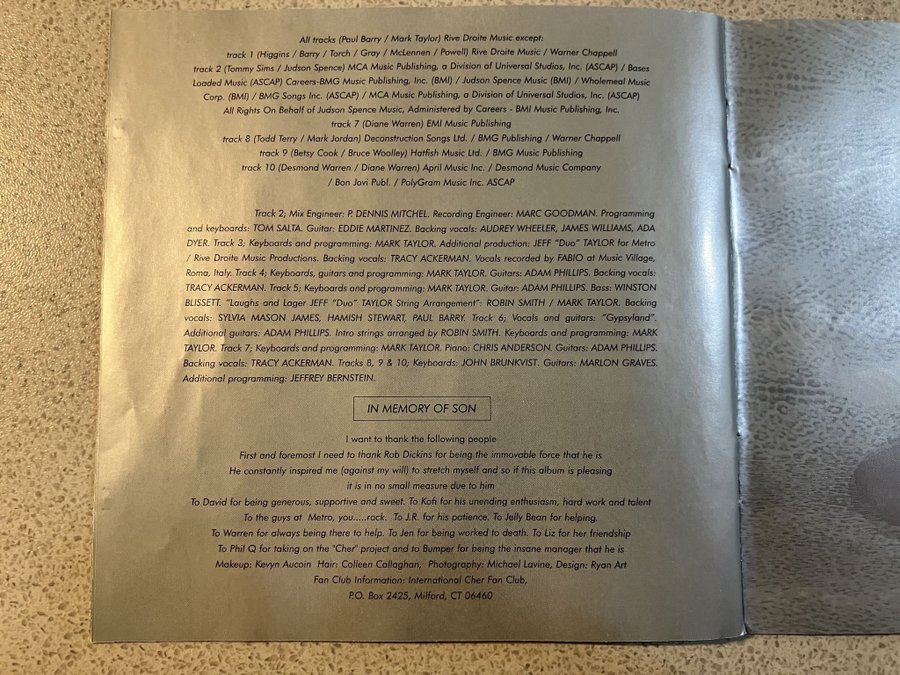 All tracks (Paul Barry / Mark Taylor) Rive Droite Music except:
track 1 (Higgins / Barry / Torch / Gray / McLennen / Powell) Rive Droite Music / Warner Chappell
track 2 (Tommy Sims / Judson Spence) MCA Music Publishing, a Division of Universal Studios, Inc. (ASCAP) / Bases
Loaded Music (ASCAP) Careers-BMG Music Publishing, Inc. (BMI) / Judson Spence Music (BMI) / Wholemeal Music
Corp. (BMI) / BMG Songs Inc. (ASCAP) / MCA Music Publishing, a Division of Universal Studios, Inc. (ASCAP)
All Rights On Behalf of Judson Spence Music, Administered by Careers - BMI Music Publishing, Inc.
track 7 (Diane Warren) EMI Music Publishing
track 8 (Todd Terry / Mark Jordan) Deconstruction Songs Ltd. / BMG Publishing / Warner Chappell
track 9 (Betsy Cook / Bruce Woolley) Hatfish Music Ltd. / BMG Music Publishing
track 10 (Desmond Warren / Diane Warren) April Music Inc. / Desmond Music Company
/ Bon Jovi Publ. / PolyGram Music Inc. ASCAP
Track 2; Mix Engineer: P. DENNIS MITCHEL. Recording Engineer: MARC GOODMAN. Programming
and keyboards: TOM SALTA. Guitar: EDDIE MARTINEZ. Backing vocals: AUDREY WHEELER, JAMES WILLIAMS, ADA
DYER. Track 3; Keyboards and programming: MARK TAYLOR. Additional production: JEFF "Duo" TAYLOR for Metro
/ Rive Droite Music Productions. Backing vocals: TRACY ACKERMAN. Vocals recorded by FABIO at Music Village,
Roma, Italy. Track 4; Keyboards, guitars and programming: MARK TAYLOR. Guitars: ADAM PHILLIPS. Backing vocals:
TRACY ACKERMAN. Track 5; Keyboards and programming: MARK TAYLOR. Guitar: ADAM PHILLIPS. Bass: WINSTON
BLISSETT. "Laughs and Lager JEFF "Duo" TAYLOR String Arrangement": ROBIN SMITH / MARK TAYLOR. Backing
vocals: SYLVIA MASON JAMES, HAMISH STEWART, PAUL BARRY. Track 6; Vocals and guitars: "Gypsyland".
Additional guitars: ADAM PHILLIPS. Intro strings arranged by ROBIN SMITH. Keyboards and programming: MARK
TAYLOR. Track 7; Keyboards and programming: MARK TAYLOR. Piano: CHRIS ANDERSON. Guitars: ADAM PHILLIPS.
Backing vocals: TRACY ACKERMAN. Tracks 8, 9 & 10; Keyboards: JOHN BRUNKVIST. Guitars: MARLON GRAVES.
Additional programming: JEFFREY BERNSTEIN.
IN MEMORY OF SON
I want to thank the following people
First and foremost I need to thank Rob Dickins for being the immovable force that he is
He constantly inspired me (against my will) to stretch myself and so if this album is pleasing
it is in no small measure due to him
To David for being generous, supportive and sweet. To Kofi for his unending enthusiasm, hard work and talent
To the guys at Metro, you.....rock. To J.R. for his patience. To Jelly Bean for helping.
To Warren for always being there to help. To Jen for being worked to death. To Liz for her friendship
To Phil Q for taking on the "Cher" project and to Bumper for being the insane manager that he is
Makeup: Kevyn Aucoin Hair: Colleen Callaghan, Photography: Michael Lavine, Design: Ryan Art
Fan Club Information: International Cher Fan Club,
P.O. Box 2425, Milford, CT 06460